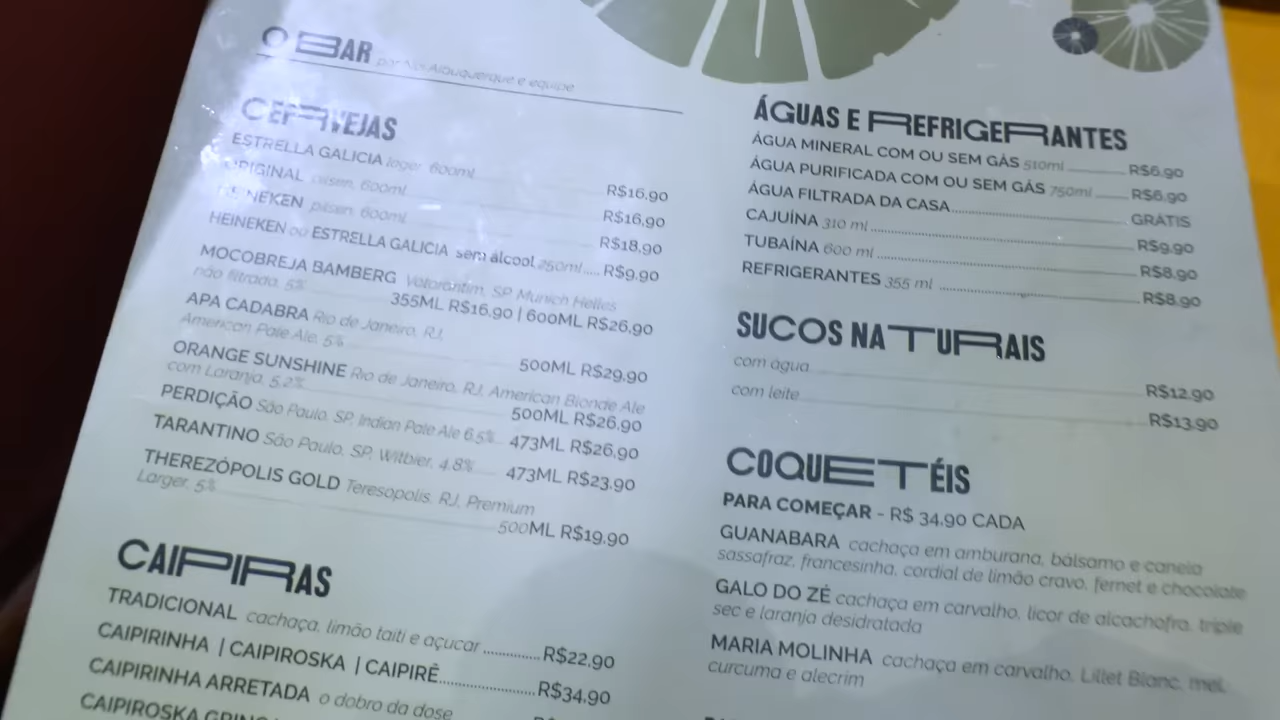 O BAR por Nei Albuquerque e equipe
CERVEJAS
ESTRELLA GALICIA lager, 600ml R$16,90
ORIGINAL pilsen, 600ml R$16,90
HEINEKEN pilsen, 600ml R$18,90
HEINEKEN ou ESTRELLA GALICIA sem álcool 250ml R$9,90
MOCOBREJA BAMBERG Votorantim, SP, Munich Helles
não filtrada, 5% 355ML R$16,90 | 600ML R$26,90
APA CADABRA Rio de Janeiro, RJ,
American Pale Ale, 5% 500ML R$29,90
ORANGE SUNSHINE Rio de Janeiro, RJ, American Blonde Ale
com Laranja, 5,2% 500ML R$26,90
PERDIÇÃO São Paulo, SP, Indian Pale Ale 6,5% 473ML R$26,90
TARANTINO São Paulo, SP, Witbier, 4,8% 473ML R$23,90
THEREZÓPOLIS GOLD Teresopolis, RJ, Premium
Larger, 5% 500ML R$19,90
CAIPIRAS
TRADICIONAL cachaça, limão taiti e açucar R$22,90
CAIPIRINHA | CAIPIROSKA | CAIPIRÊ R$34,90
CAIPIRINHA ARRETADA o dobro da dose
CAIPIROSKA
ÁGUAS E REFRIGERANTES
ÁGUA MINERAL COM OU SEM GÁS 510ml R$6,90
ÁGUA PURIFICADA COM OU SEM GÁS 750ml R$6,90
ÁGUA FILTRADA DA CASA GRÁTIS
CAJUÍNA 310 ml R$9,90
TUBAÍNA 600 ml R$8,90
REFRIGERANTES 355 ml R$8,90
SUCOS NATURAIS
com água R$12,90
com leite R$13,90
COQUETÉIS
PARA COMEÇAR - R$ 34,90 CADA
GUANABARA cachaça em amburana, bálsamo e canela
sassafraz, francesinha, cordial de limão cravo, fernet e chocolate
GALO DO ZÉ cachaça em carvalho, licor de alcachofra, triple
sec e laranja desidratada
MARIA MOLINHA cachaça em carvalho, Lillet Blanc, mel,
curcuma e alecrim